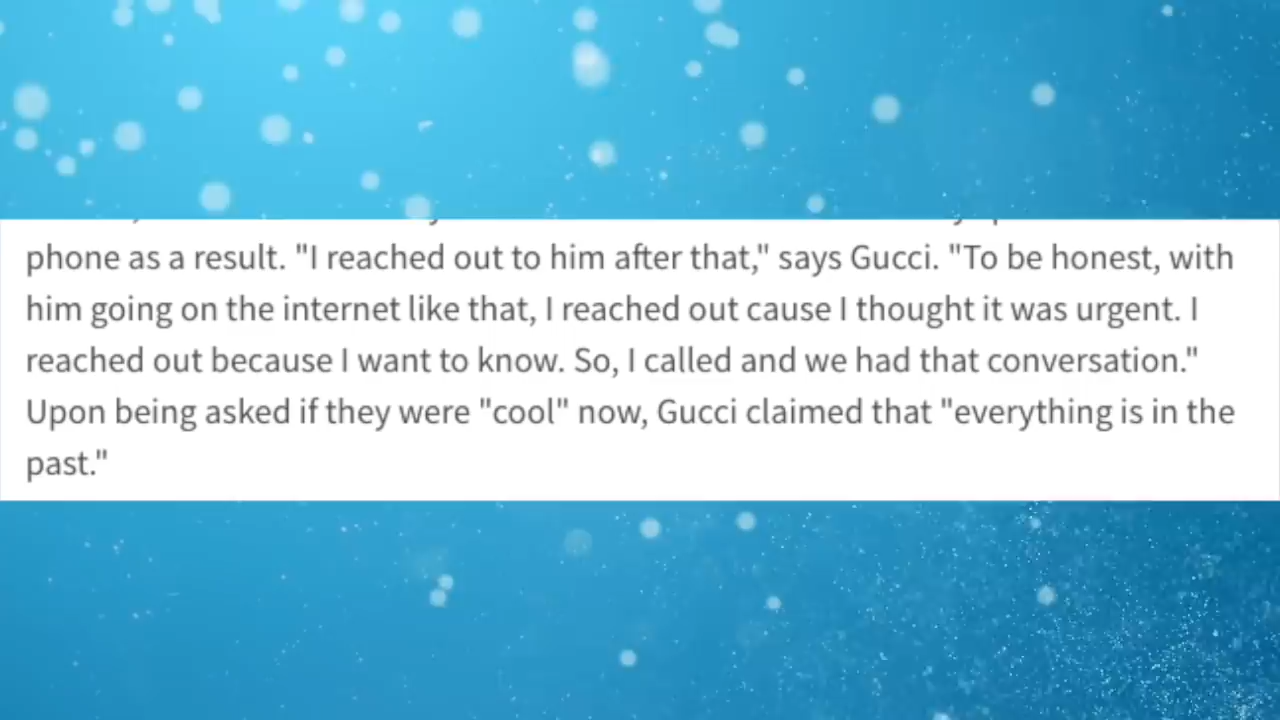 phone as a result. "I reached out to him after that," says Gucci. "To be honest, with
him going on the internet like that, I reached out cause I thought it was urgent. I
reached out because I want to know. So, I called and we had that conversation."
Upon being asked if they were "cool" now, Gucci claimed that "everything is in the
past."